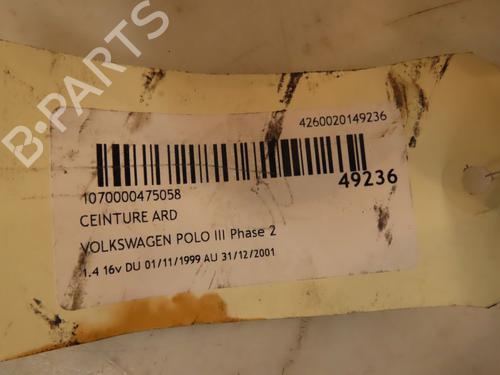 B-PARTS
4260020149236
49236
1070000475058
CEINTURE ARD
VOLKSWAGEN POLO III Phase 2
1.4 16v DU 01/11/1999 AU 31/12/2001